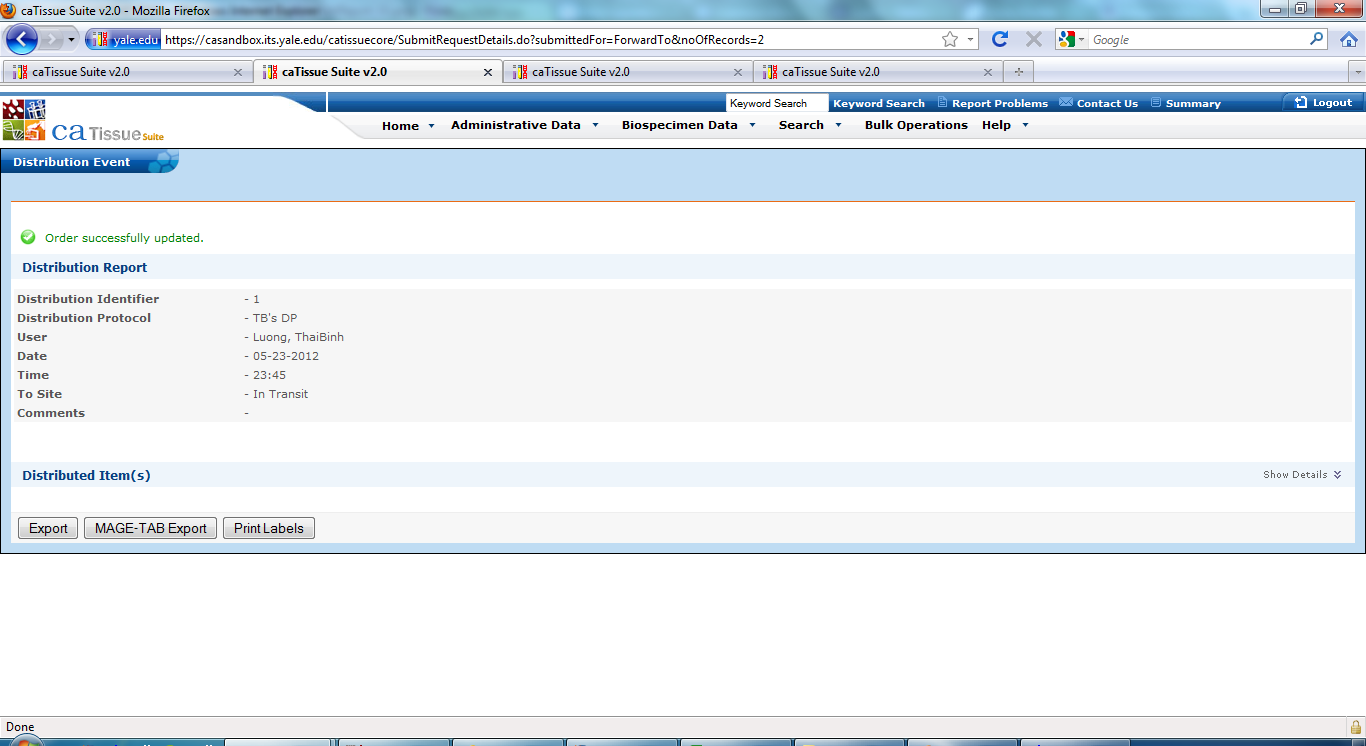 caTissue Suite v2.0 - Mozilla Firefox
yale.edu https://casandbox.its.yale.edu/catissuecore/SubmitRequestDetails.do?submittedFor=ForwardTo&noOfRecords=2 Google
caTissue Suite v2.0 caTissue Suite v2.0 caTissue Suite v2.0 caTissue Suite v2.0
Keyword Search Keyword Search Report Problems Contact Us Summary Logout
ca Tissue Suite Home Administrative Data Biospecimen Data Search Bulk Operations Help
Distribution Event
Order successfully updated.
Distribution Report
Distribution Identifier - 1
Distribution Protocol - TB's DP
User - Luong, ThaiBinh
Date - 05-23-2012
Time - 23:45
To Site - In Transit
Comments -
Distributed Item(s) Show Details
Export MAGE-TAB Export Print Labels
Done